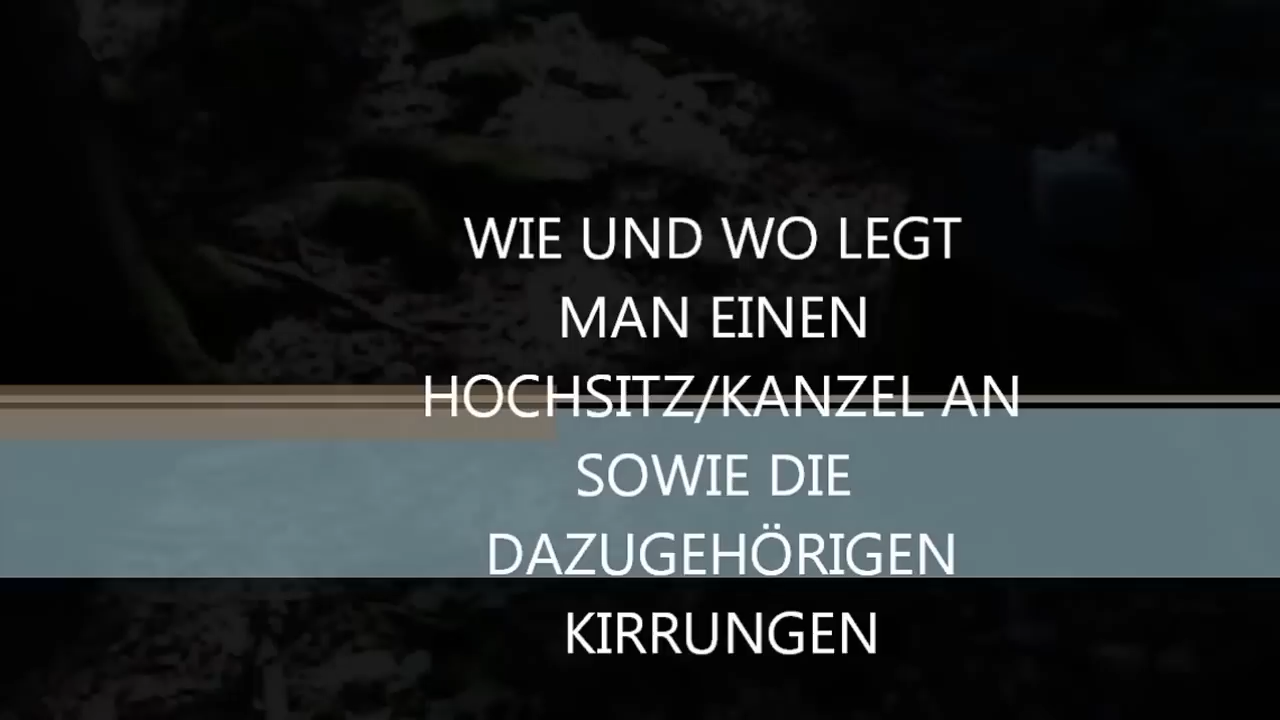 WIE UND WO LEGT
MAN EINEN
HOCHSITZ/KANZEL AN
SOWIE DIE
DAZUGEHÖRIGEN
KIRRUNGEN